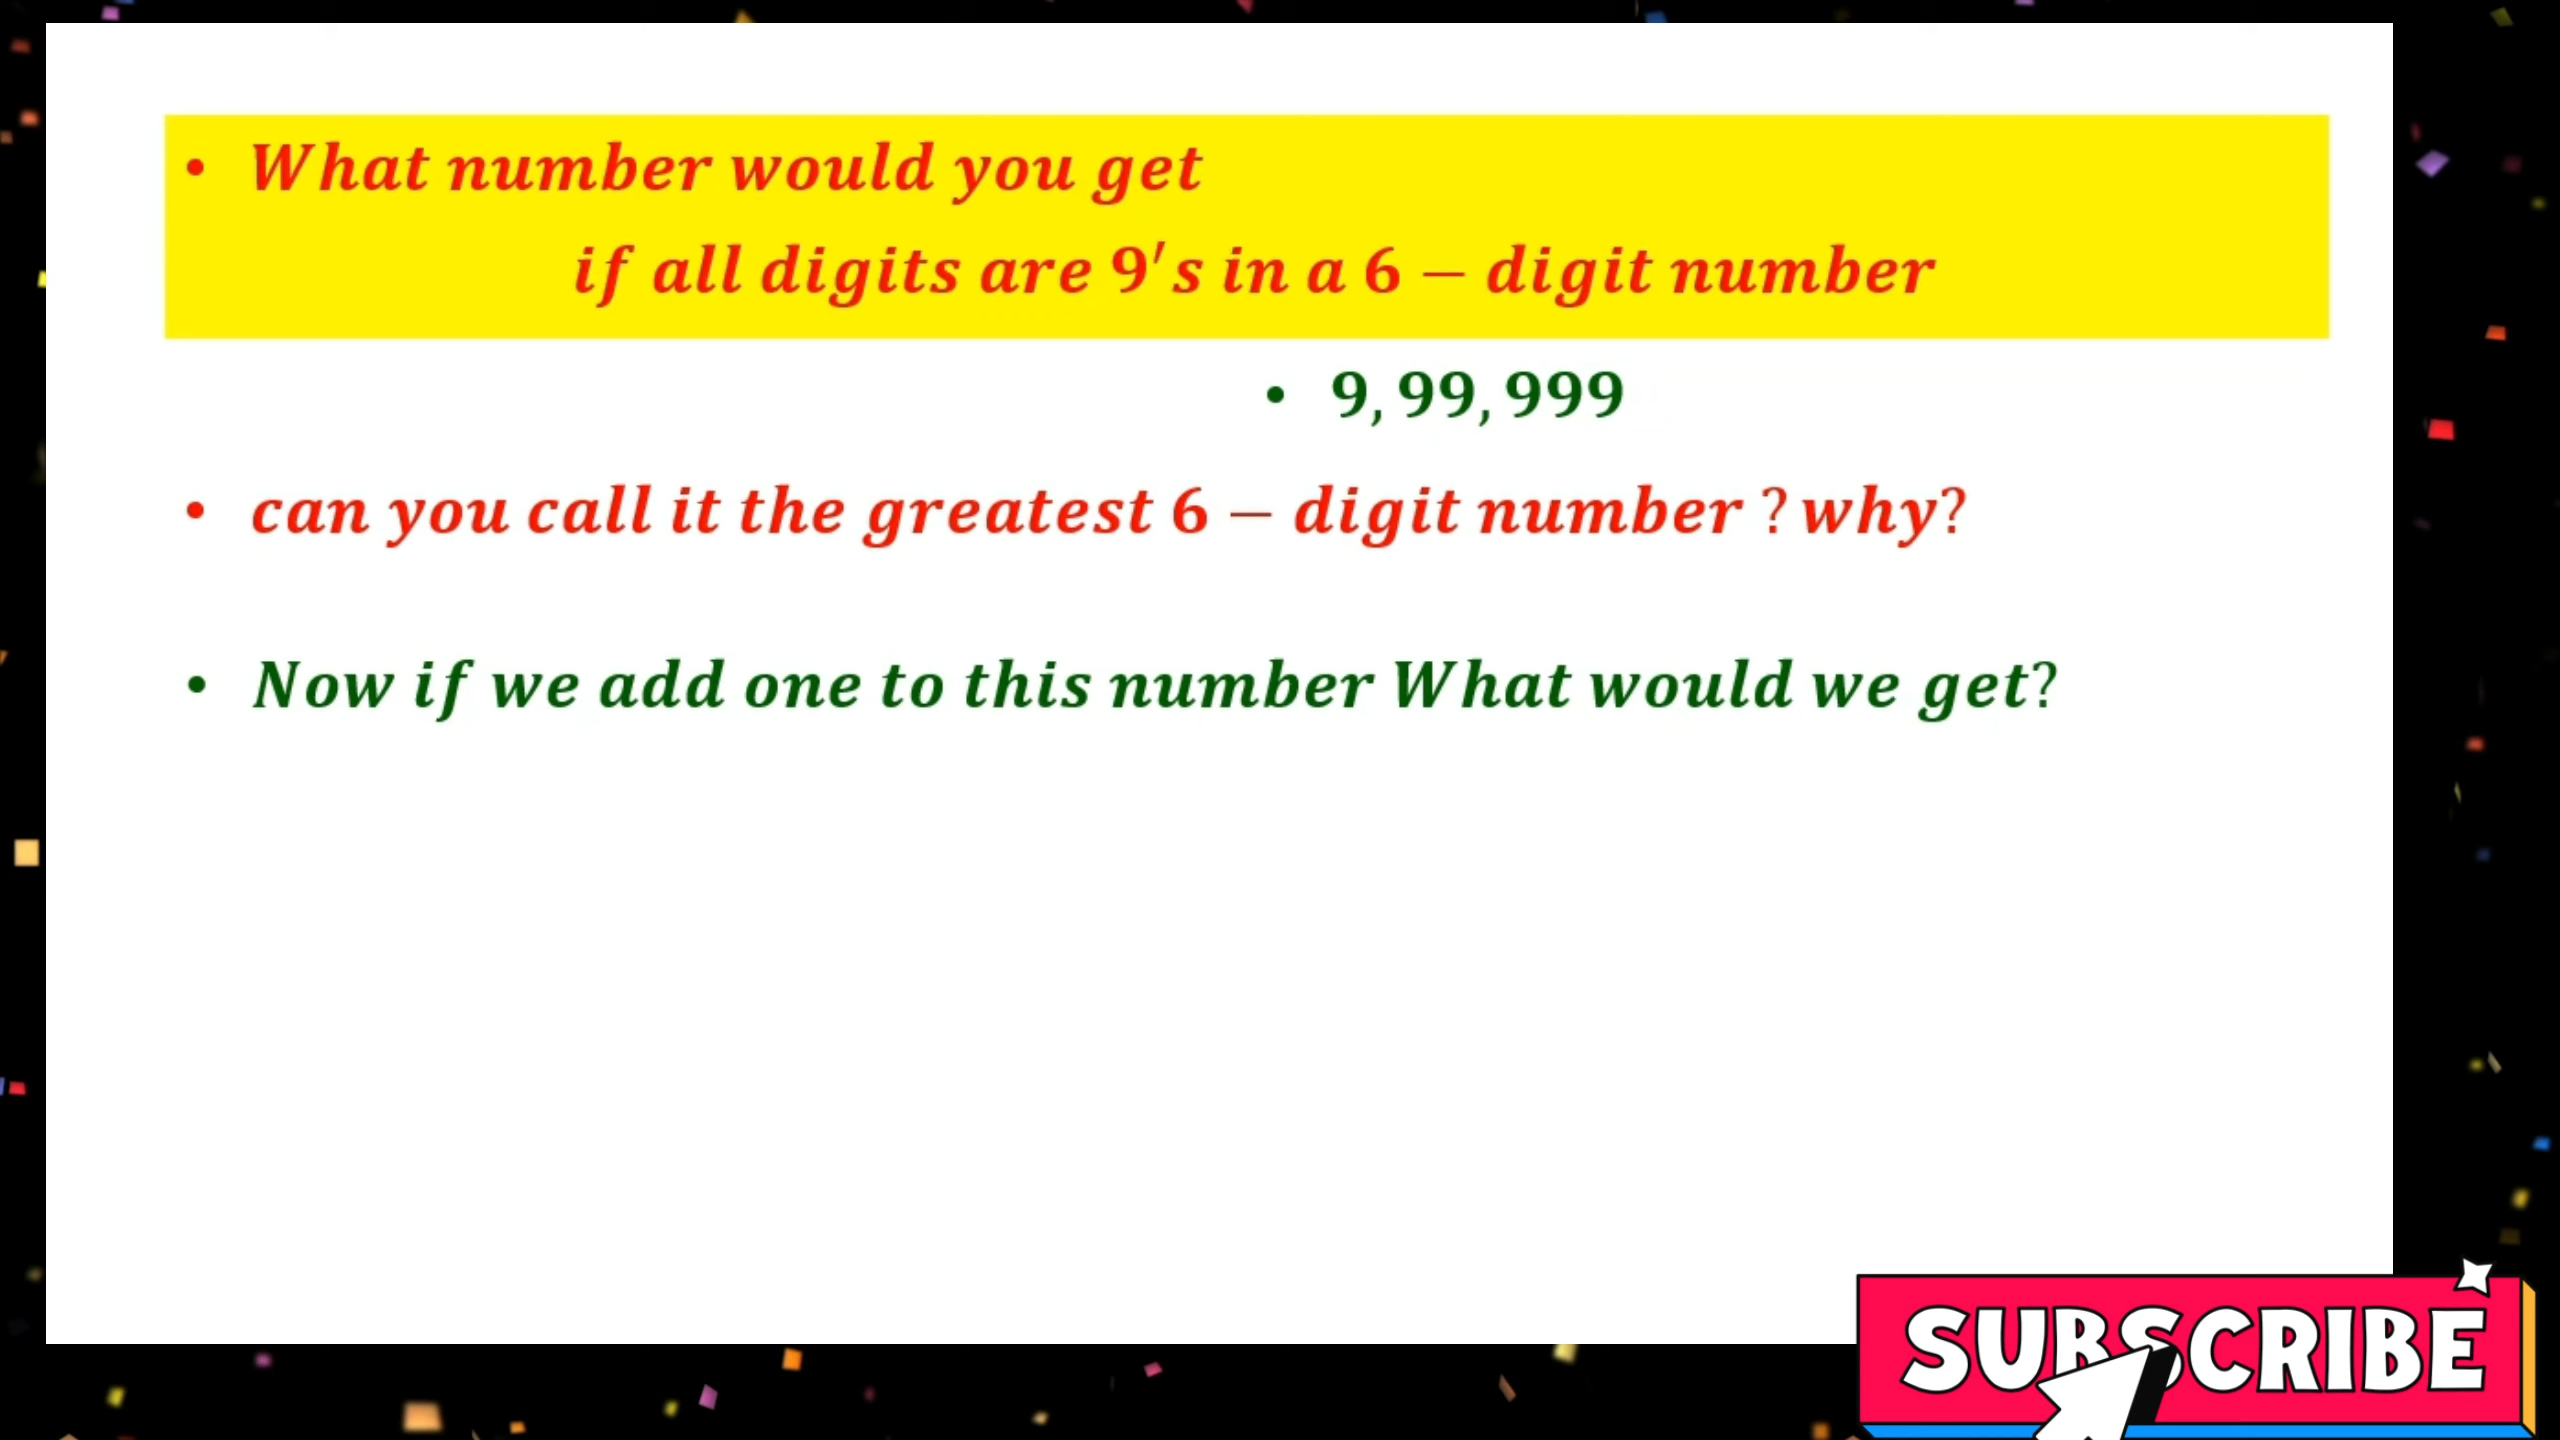 • What number would you get
if all digits are 9's in a 6 – digit number
• 9, 99, 999
• can you call it the greatest 6 – digit number ? why?
• Now if we add one to this number What would we get?
SUBSCRIBE